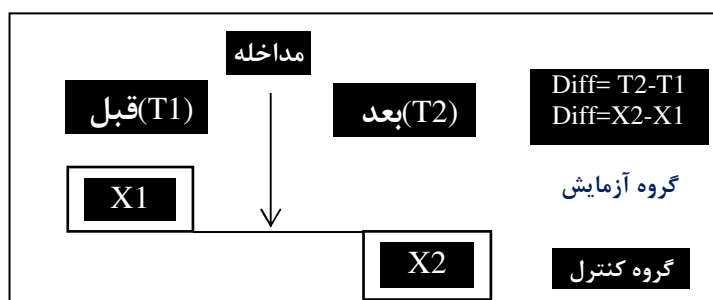 مداخله
قبل(T1)
بعد(T2)
Diff= T2-T1
Diff=X2-X1
X1
گروه آزمایش
X2
گروه کنترل